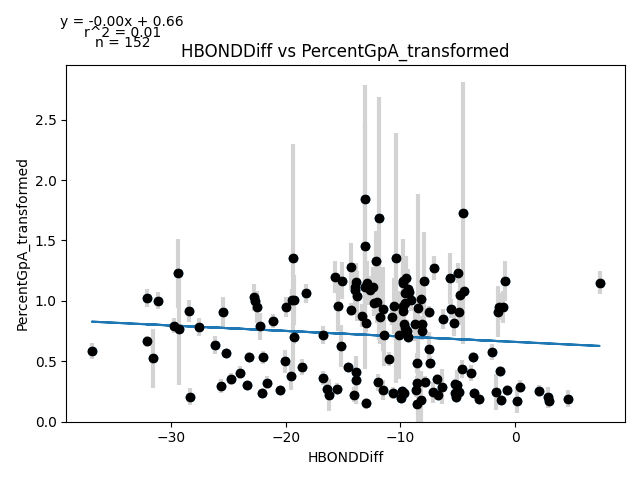 y = -0.00x + 0.66
r^2 = 0.01
n = 152
HBONDDiff vs PercentGpA_transformed
PercentGpA_transformed
2.5
2.0
1.5
1.0
0.5
0.0
−30
−20
−10
0
HBONDDiff